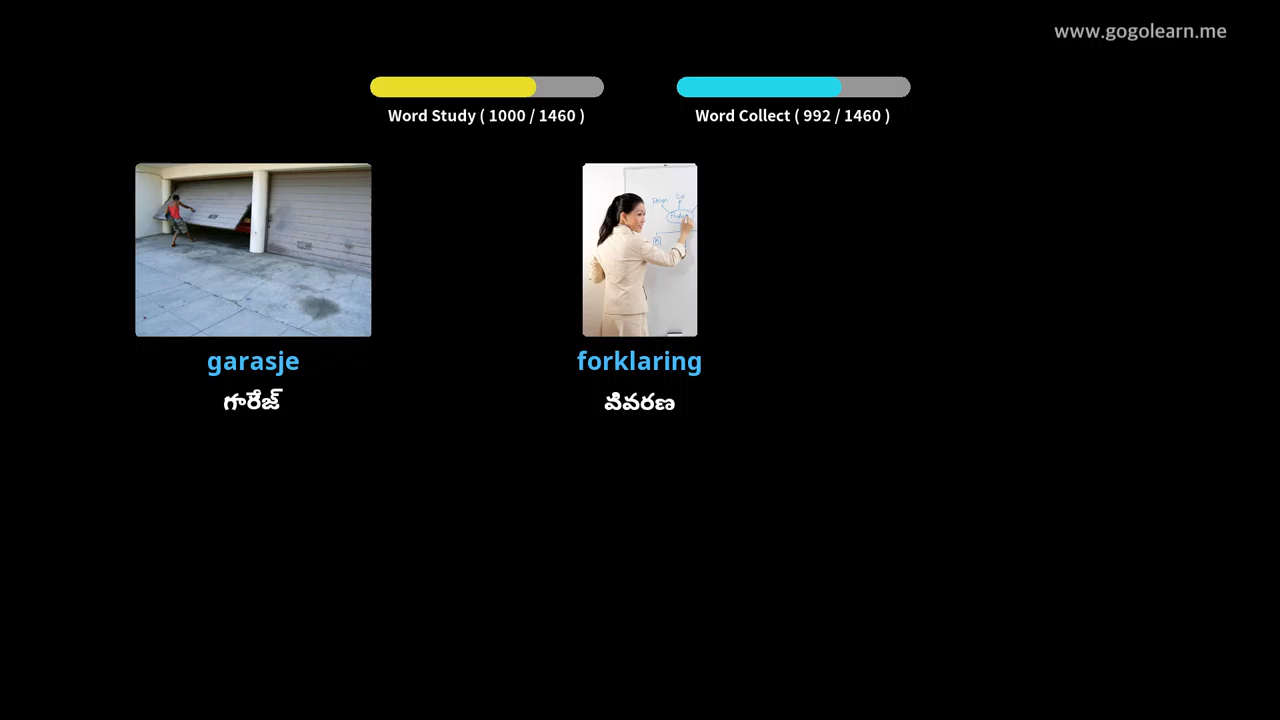 www.gogolearn.me
Word Study ( 1000 / 1460 )
Word Collect ( 992 / 1460 )
garasje
గారేజ్
forklaring
వివరణ